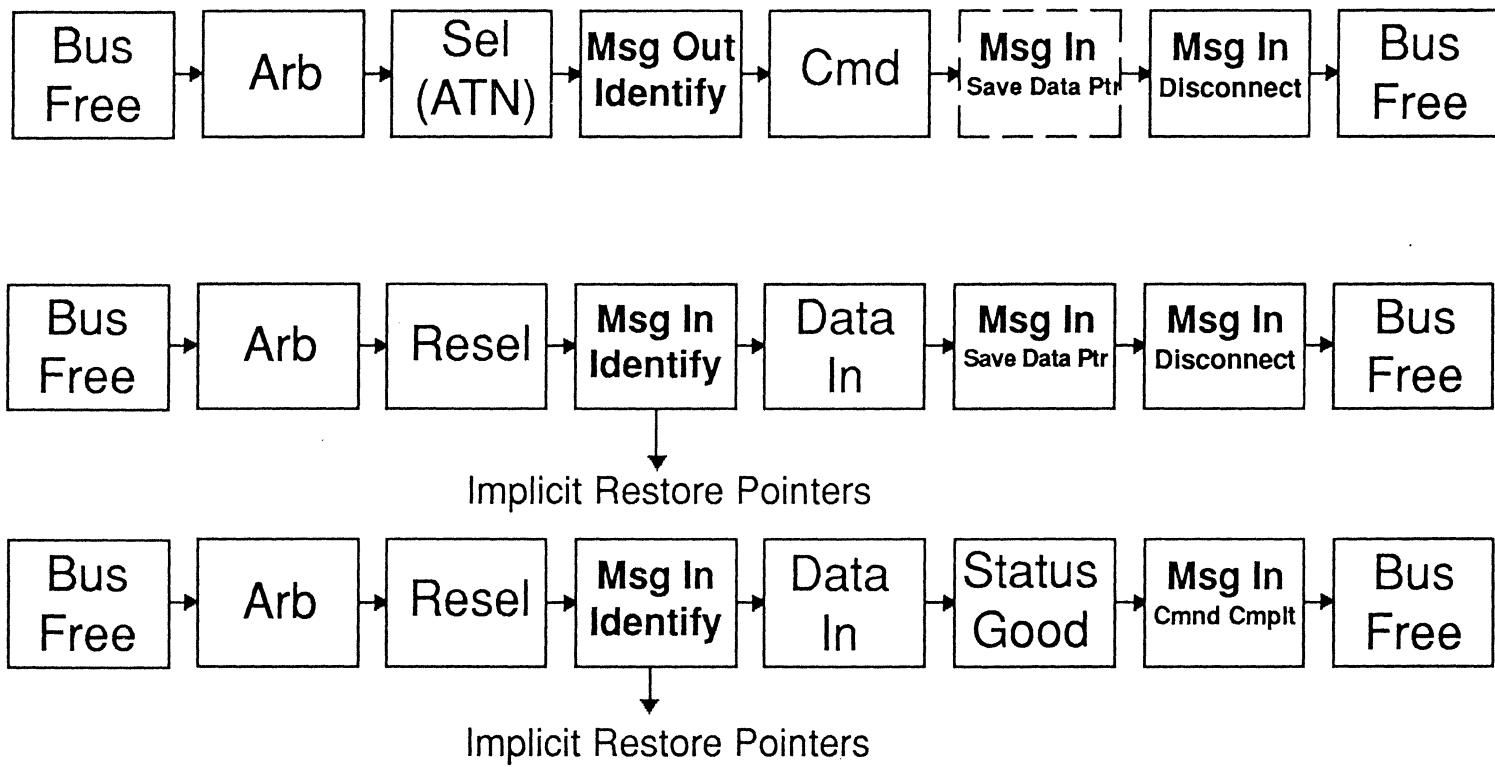 Bus
Free
Arb
Sel
(ATN)
Msg Out
Identify
Cmd
Msg In
Save Data Ptr
Msg In
Disconnect
Bus
Free
Bus
Free
Arb
Resel
Msg In
Identify
Data
In
Msg In
Save Data Ptr
Msg In
Disconnect
Bus
Free
Implicit Restore Pointers
Bus
Free
Arb
Resel
Msg In
Identify
Data
In
Status
Good
Msg In
Cmnd Cmplt
Bus
Free
Implicit Restore Pointers